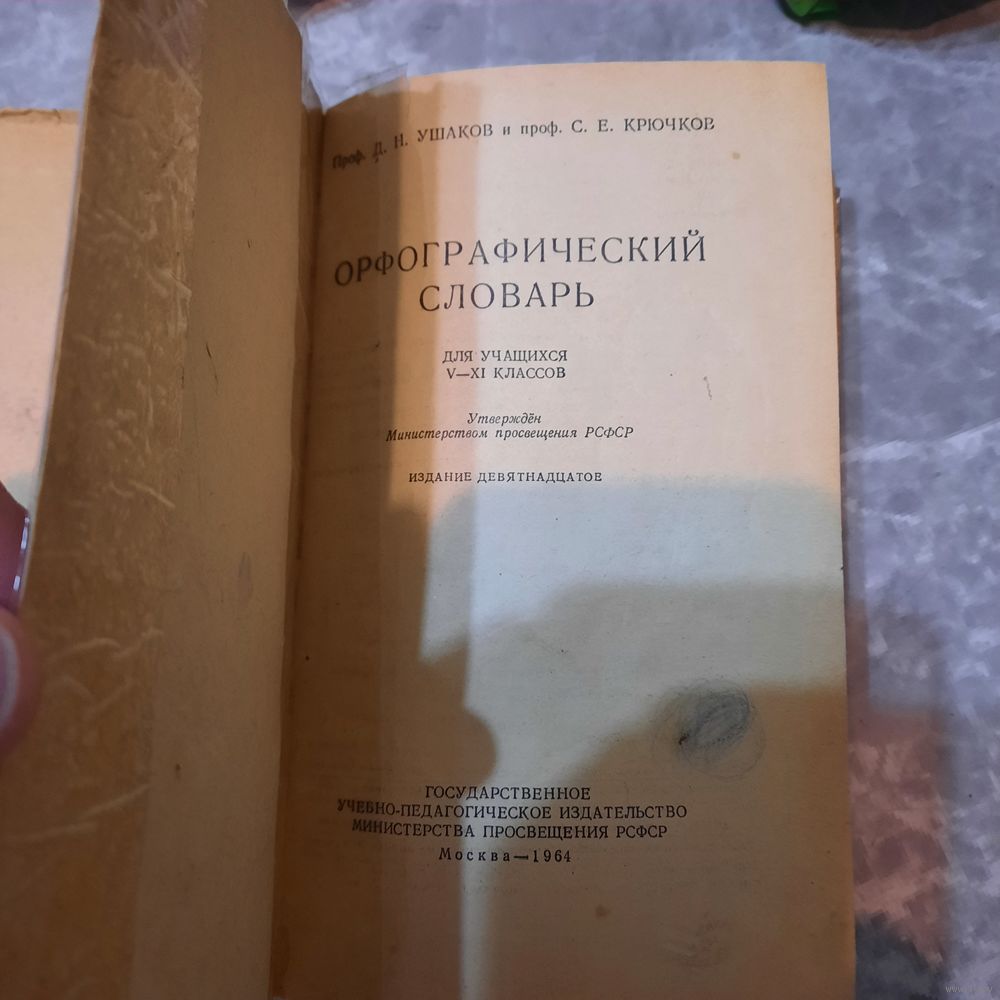 Проф. Д. Н. УШАКОВ и проф. С. Е. КРЮЧКОВ
ОРФОГРАФИЧЕСКИЙ
СЛОВАРЬ
ДЛЯ УЧАЩИХСЯ
V—XI КЛАССОВ
Утверждён
Министерством просвещения РСФСР
ИЗДАНИЕ ДЕВЯТНАДЦАТОЕ
ГОСУДАРСТВЕННОЕ
УЧЕБНО-ПЕДАГОГИЧЕСКОЕ ИЗДАТЕЛЬСТВО
МИНИСТЕРСТВА ПРОСВЕЩЕНИЯ РСФСР
Москва—1964